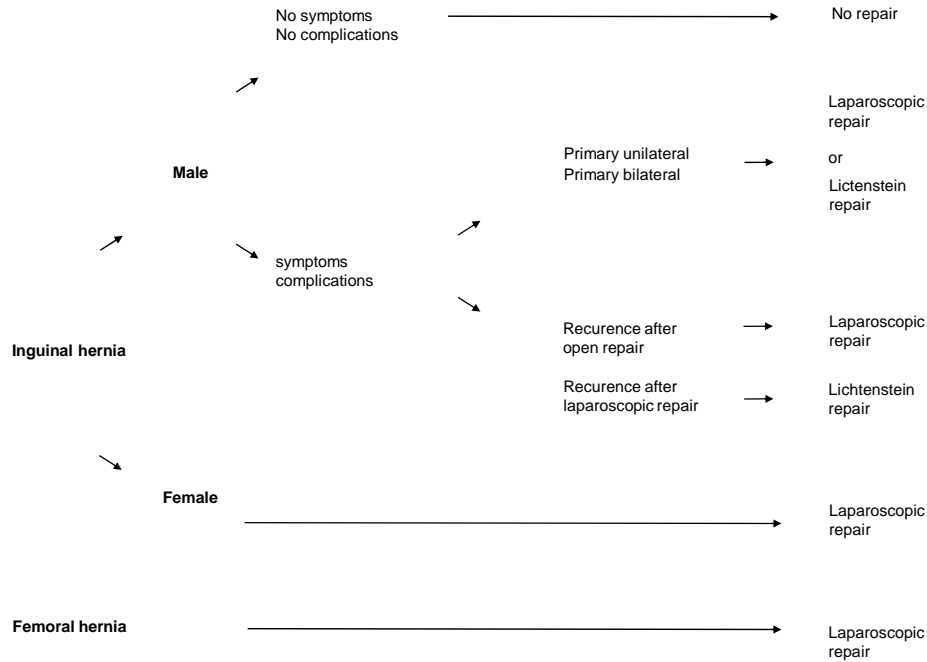 No symptoms
No complications
No repair
Laparoscopic
repair
Male
Primary unilateral
Primary bilateral
or
Lictenstein
repair
symptoms
complications
Inguinal hernia
Recurence after
open repair
Laparoscopic
repair
Recurence after
laparoscopic repair
Lichtenstein
repair
Female
Laparoscopic
repair
Femoral hernia
Laparoscopic
repair